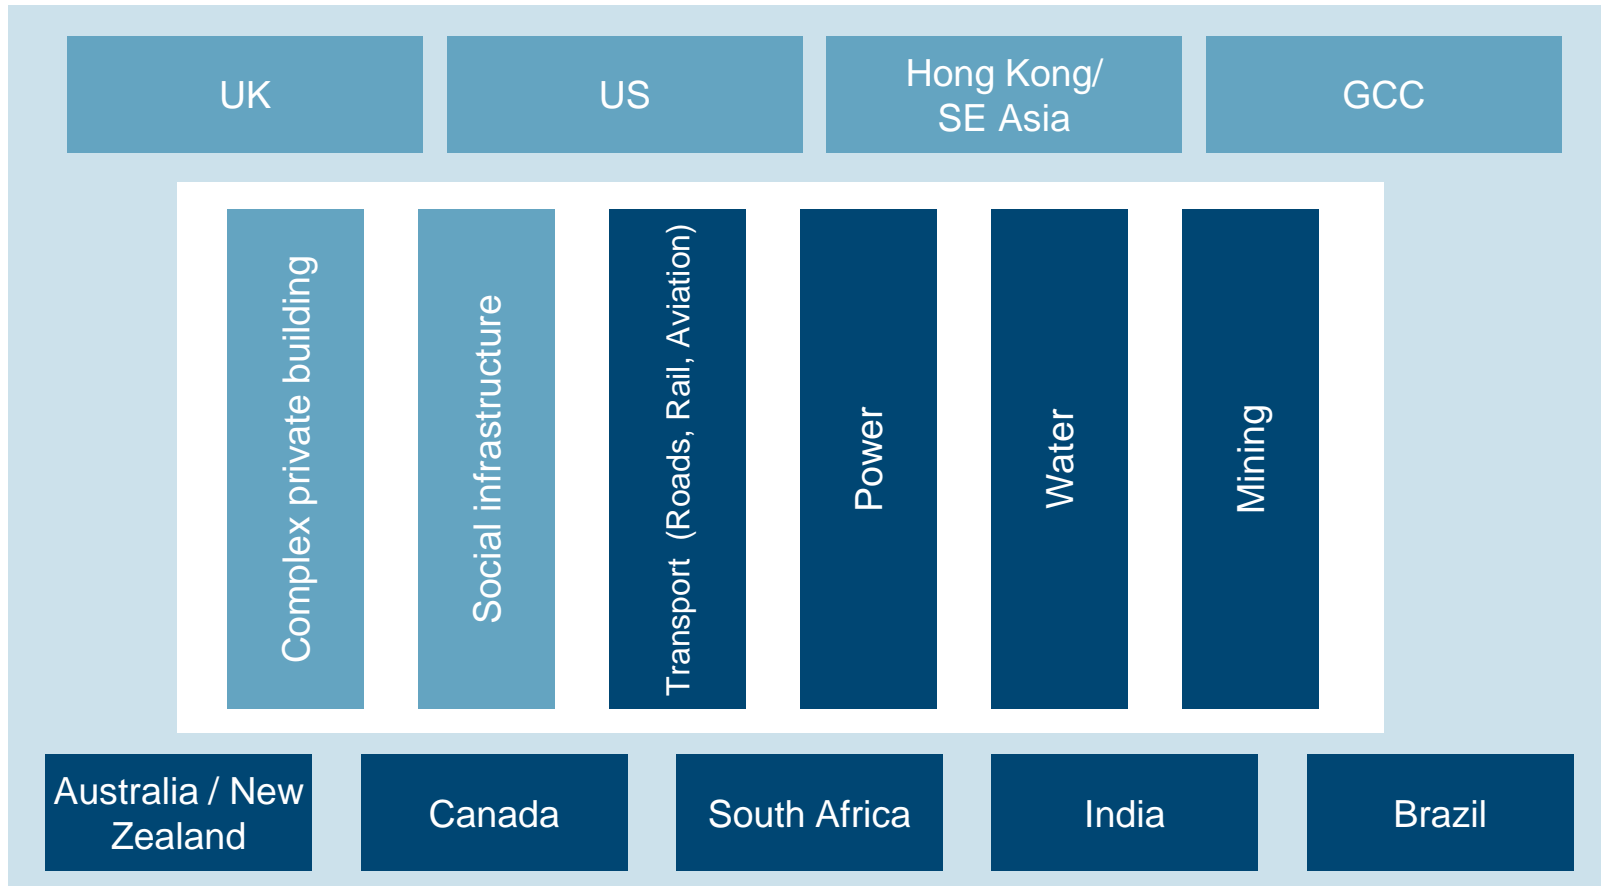 UK
US
Hong Kong/
SE Asia
GCC
Complex private building
Social infrastructure
Transport  (Roads, Rail, Aviation)
Power
Water
Mining
Australia / New
Zealand
Canada
South Africa
India
Brazil